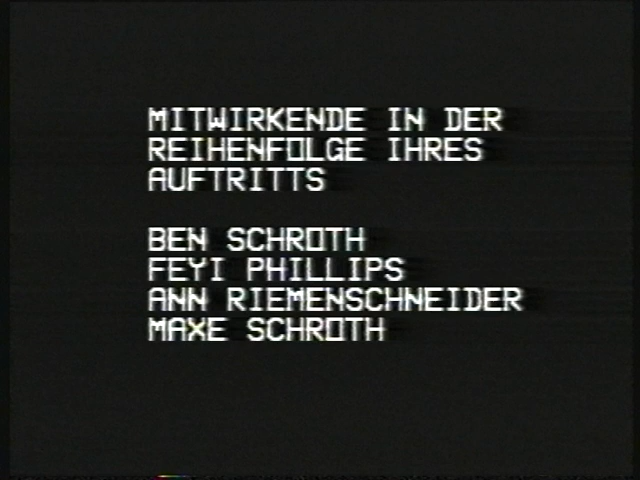 MITWIRKENDE IN DER
REIHENFOLGE IHRES
AUFTRITTS
BEN SCHROTH
FEYI PHILLIPS
ANN RIEMENSCHNEIDER
MAXE SCHROTH